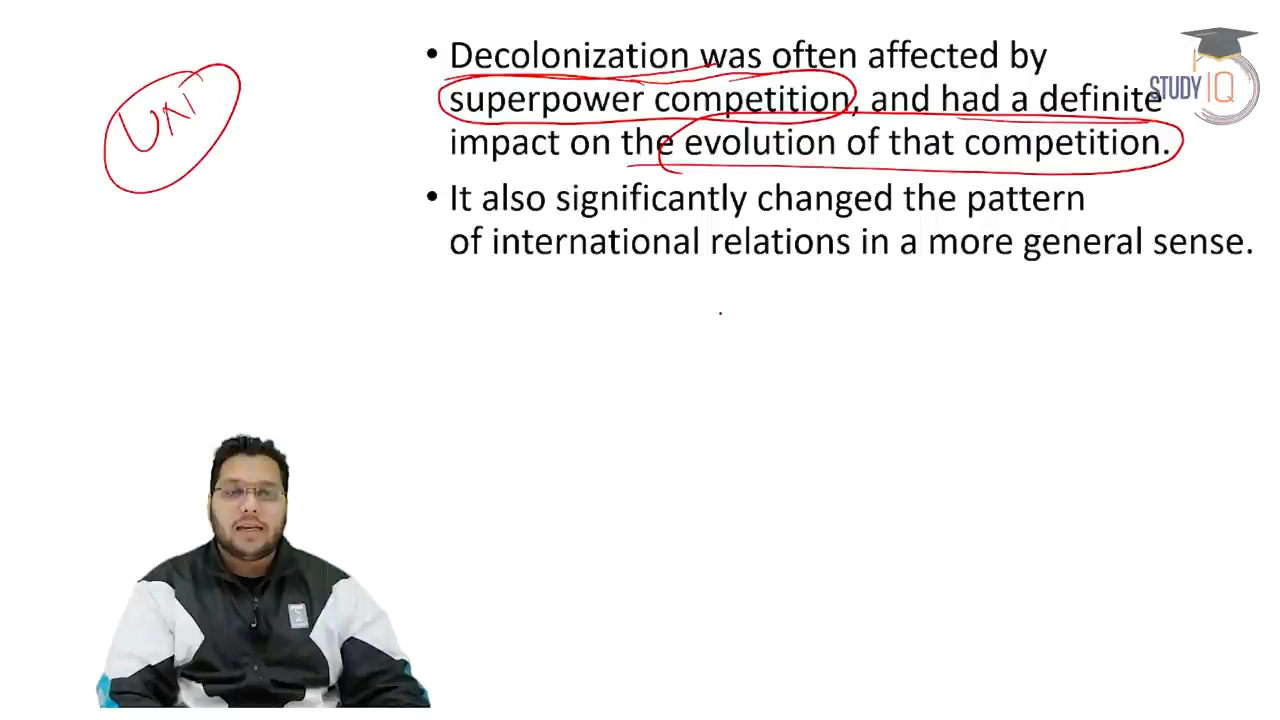 • Decolonization was often affected by
superpower competition, and had a definite
impact on the evolution of that competition.
• It also significantly changed the pattern
of international relations in a more general sense.
STUDY IQ